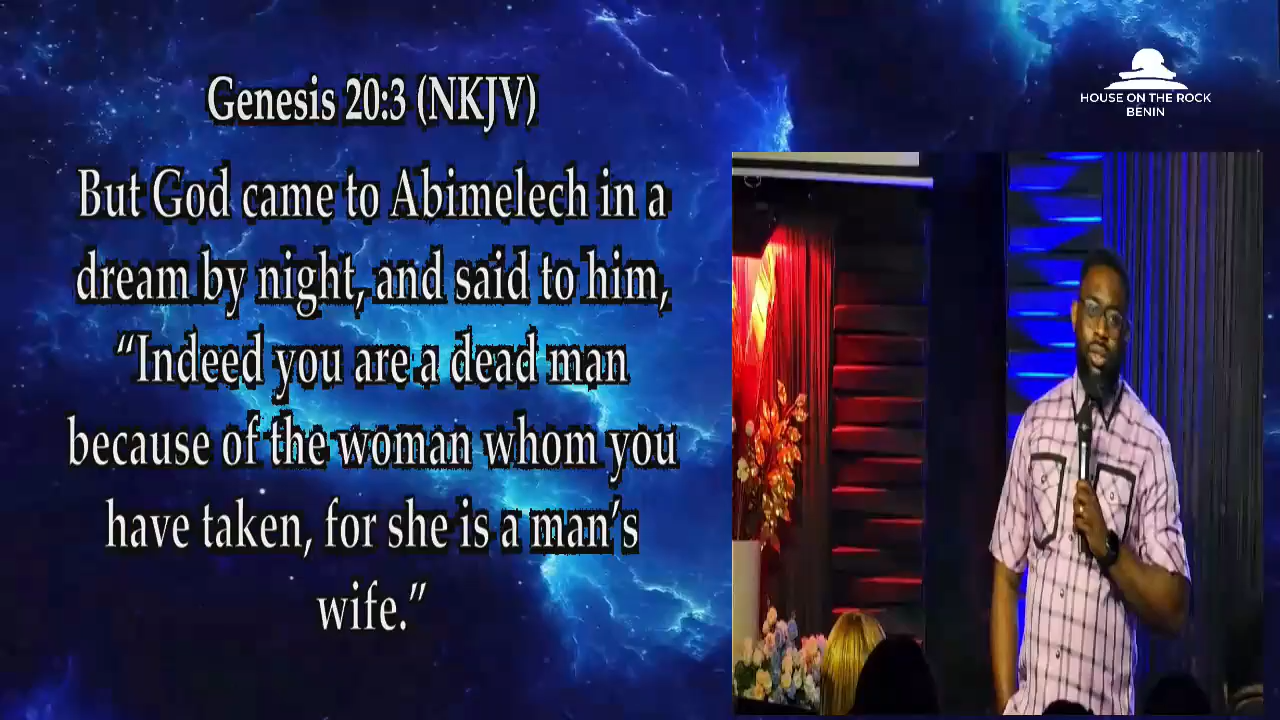 Genesis 20:3 (NKJV)
But God came to Abimelech in a
dream by night, and said to him,
“Indeed you are a dead man
because of the woman whom you
have taken, for she is a man’s
wife.”
HOUSE ON THE ROCK
BENIN